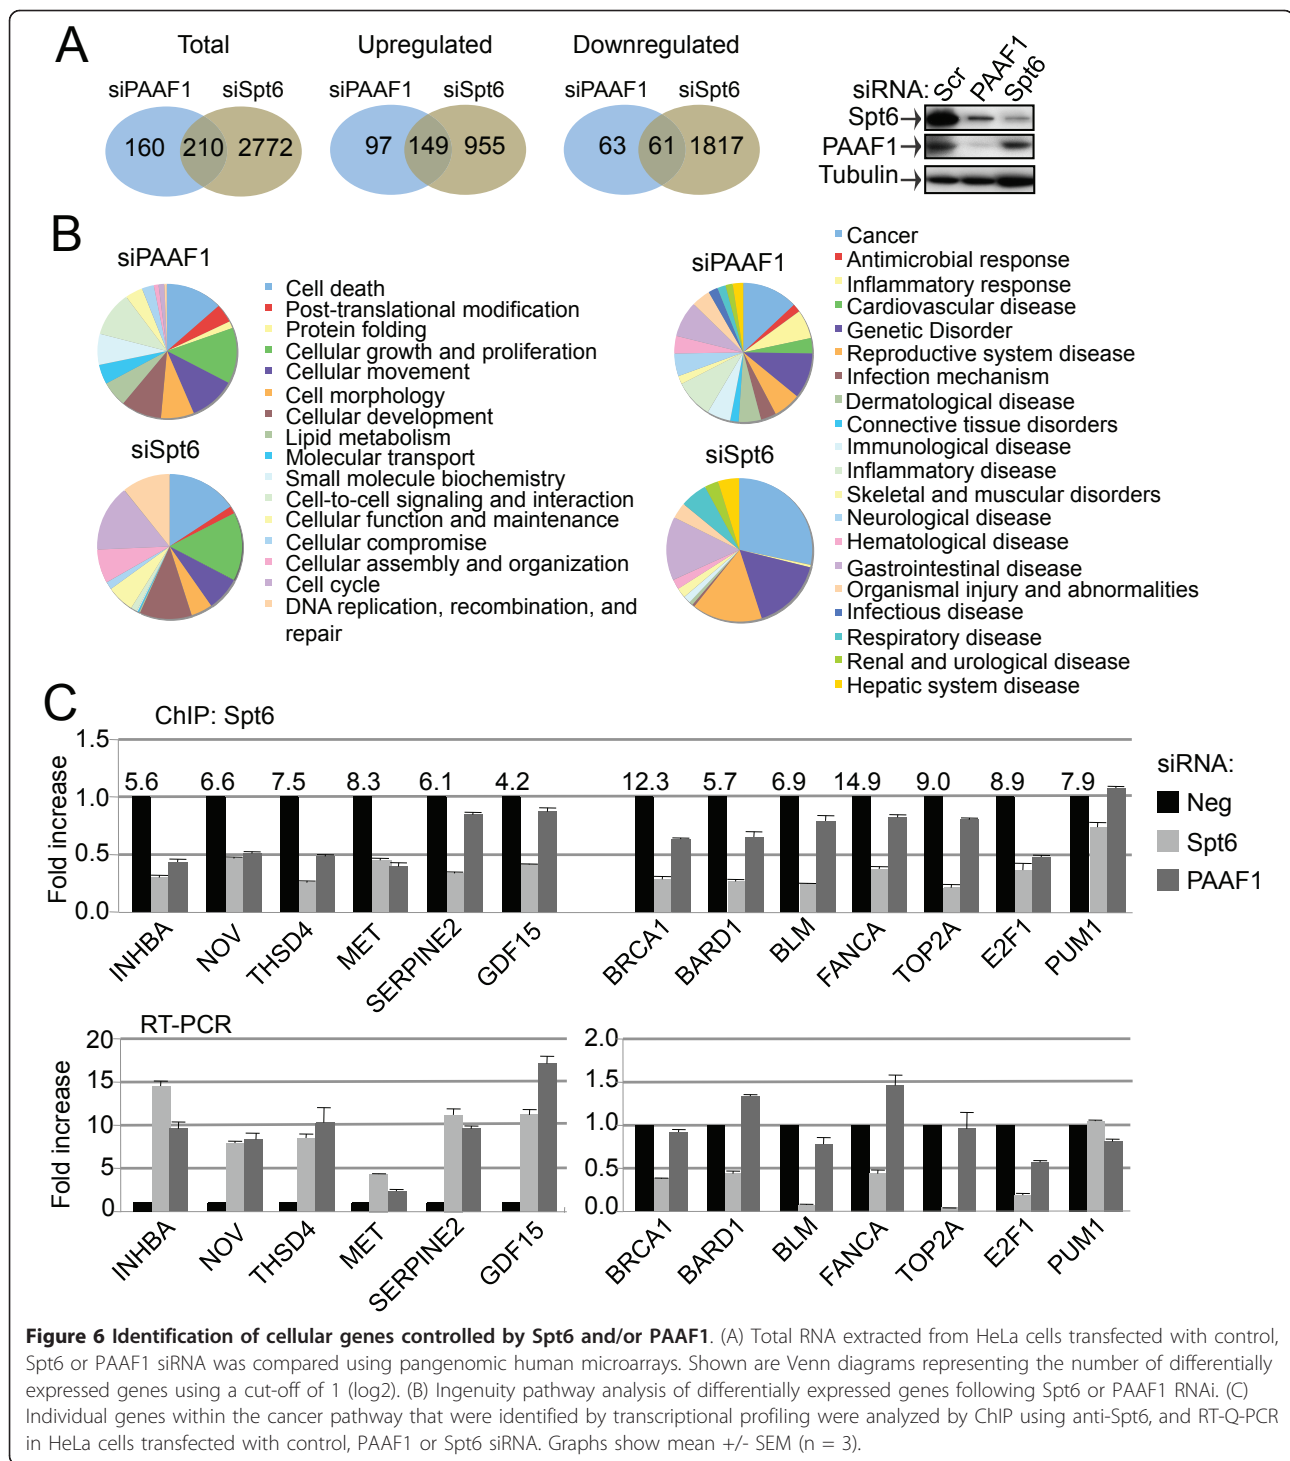 A
Total
Upregulated
Downregulated
siPAAF1
siSpt6
siPAAF1
siSpt6
siPAAF1
siSpt6
160
210
2772
97
149
955
63
61
1817
siRNA:
Scr
PAAF1
Spt6
Spt6
PAAF1
Tubulin
B
siPAAF1
siSpt6
Cell death
Post-translational modification
Protein folding
Cellular growth and proliferation
Cellular movement
Cell morphology
Cellular development
Lipid metabolism
Molecular transport
Small molecule biochemistry
Cell-to-cell signaling and interaction
Cellular function and maintenance
Cellular compromise
Cellular assembly and organization
Cell cycle
DNA replication, recombination, and
repair
siPAAF1
siSpt6
Cancer
Antimicrobial response
Inflammatory response
Cardiovascular disease
Genetic Disorder
Reproductive system disease
Infection mechanism
Dermatological disease
Connective tissue disorders
Immunological disease
Inflammatory disease
Skeletal and muscular disorders
Neurological disease
Hematological disease
Gastrointestinal disease
Organismal injury and abnormalities
Infectious disease
Respiratory disease
Renal and urological disease
Hepatic system disease
C
ChIP: Spt6
Fold increase
1.5
1.0
0.5
0.0
5.6
6.6
7.5
8.3
6.1
4.2
12.3
5.7
6.9
14.9
9.0
8.9
7.9
INHBA
NOV
THSD4
MET
SERPINE2
GDF15
BRCA1
BARD1
BLM
FANCA
TOP2A
E2F1
PUM1
siRNA:
Neg
Spt6
PAAF1
RT-PCR
Fold increase
20
15
10
5
0
INHBA
NOV
THSD4
MET
SERPINE2
GDF15
2.0
1.5
1.0
0.5
0.0
BRCA1
BARD1
BLM
FANCA
TOP2A
E2F1
PUM1
Figure 6 Identification of cellular genes controlled by Spt6 and/or PAAF1. (A) Total RNA extracted from HeLa cells transfected with control,
Spt6 or PAAF1 siRNA was compared using pangenomic human microarrays. Shown are Venn diagrams representing the number of differentially
expressed genes using a cut-off of 1 (log2). (B) Ingenuity pathway analysis of differentially expressed genes following Spt6 or PAAF1 RNAi. (C)
Individual genes within the cancer pathway that were identified by transcriptional profiling were analyzed by ChIP using anti-Spt6, and RT-Q-PCR
in HeLa cells transfected with control, PAAF1 or Spt6 siRNA. Graphs show mean +/- SEM (n = 3).